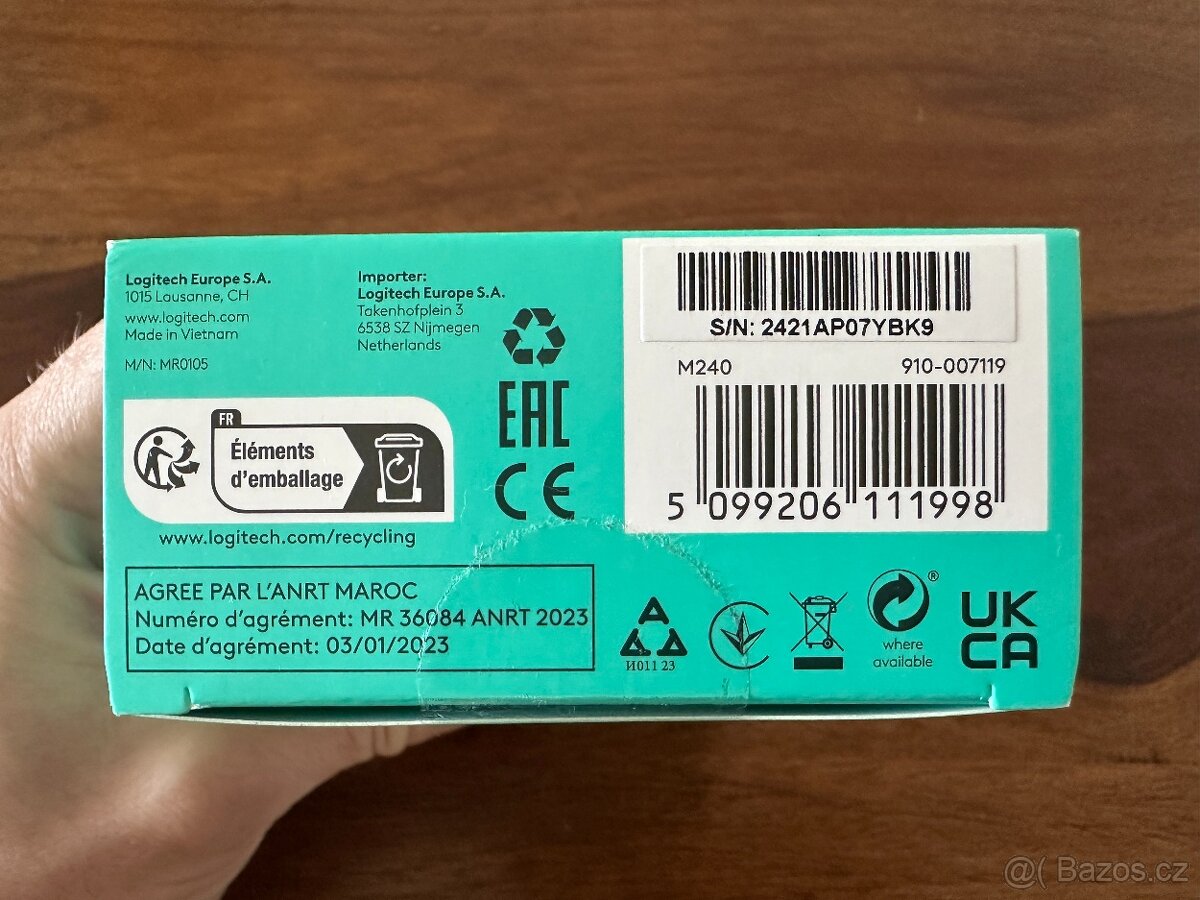 Logitech Europe S.A.
1015 Lausanne, CH
www.logitech.com
Made in Vietnam
M/N: MR0105
Importer:
Logitech Europe S.A.
Takenhofplein 3
6538 SZ Nijmegen
Netherlands
S/N: 2421AP07YBK9
M240 910-007119
5 099206 111998
EAC
CE
FR
Éléments
d'emballage
www.logitech.com/recycling
AGREE PAR L'ANRT MAROC
Numéro d'agrément: MR 36084 ANRT 2023
Date d'agrément: 03/01/2023
И011 23
where
available
®
UK
CA
@( Bazos.cz